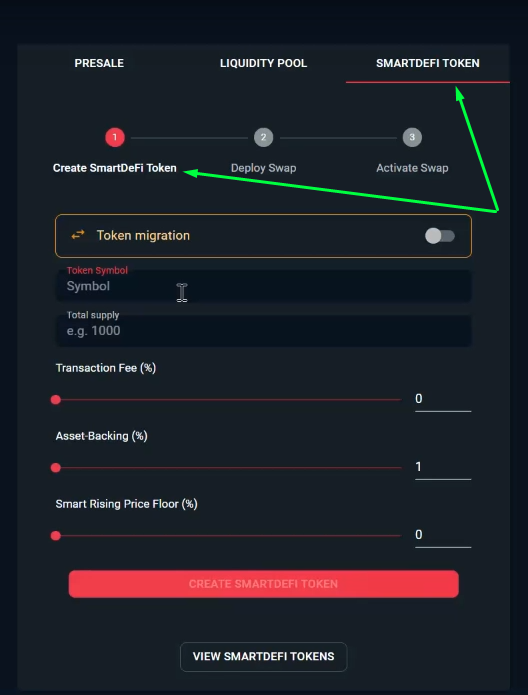 PRESALE LIQUIDITY POOL SMARTDEFI TOKEN
1 2 3
Create SmartDeFi Token Deploy Swap Activate Swap
Token migration
Token Symbol
Symbol
Total supply
e.g. 1000
Transaction Fee (%)
0
Asset-Backing (%)
1
Smart Rising Price Floor (%)
0
CREATE SMARTDEFI TOKEN
VIEW SMARTDEFI TOKENS